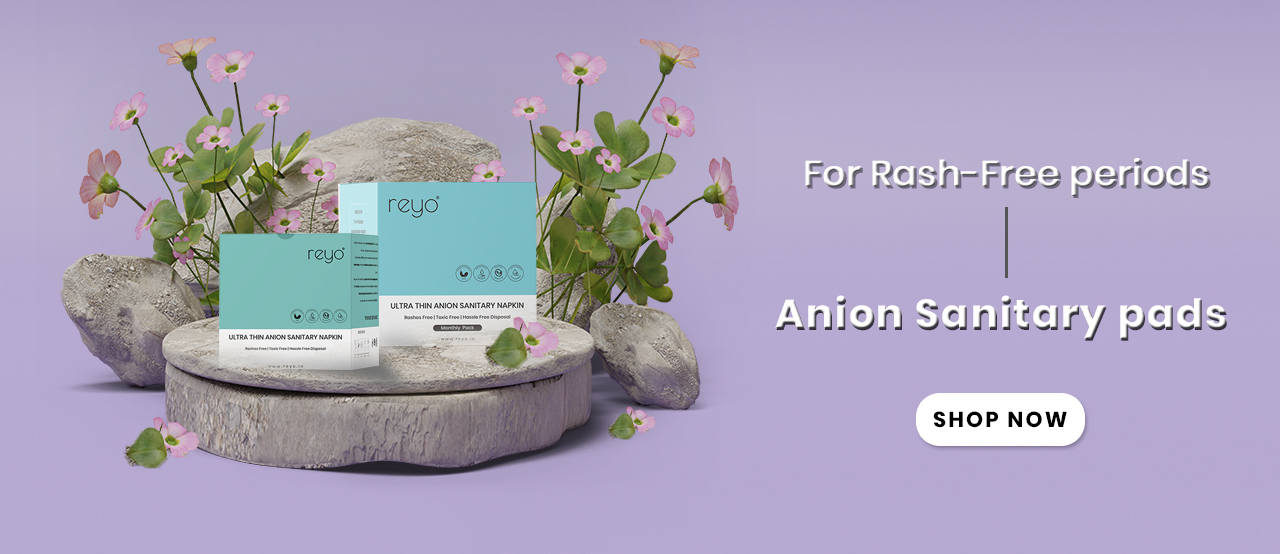 reyo
ULTRA THIN ANION SANITARY NAPKIN
Rashes Free | Toxic Free | Hassle Free Disposal
Monthly Pack
www.reyo.in
reyo
ULTRA THIN ANION SANITARY NAPKIN
Rashes Free | Toxic Free | Hassle Free Disposal
www.reyo.in
For Rash-Free periods
Anion Sanitary pads
SHOP NOW